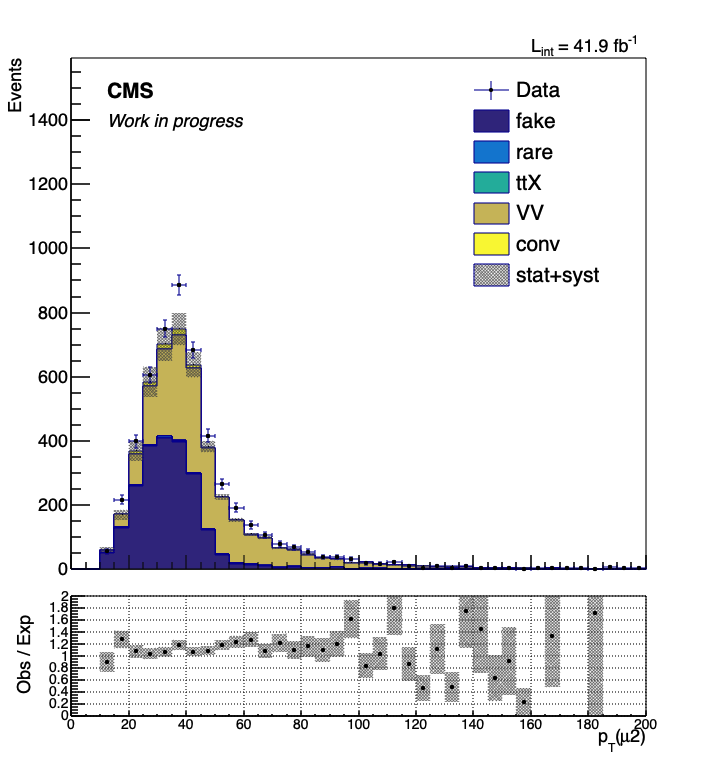 L_int = 41.9 fb^-1
Events
CMS
Work in progress
Data
fake
rare
ttX
VV
conv
stat+syst
1400
1200
1000
800
600
400
200
0
Obs / Exp
2
1.8
1.6
1.4
1.2
1
0.8
0.6
0.4
0.2
0
0 20 40 60 80 100 120 140 160 180 200
p_T(μ2)